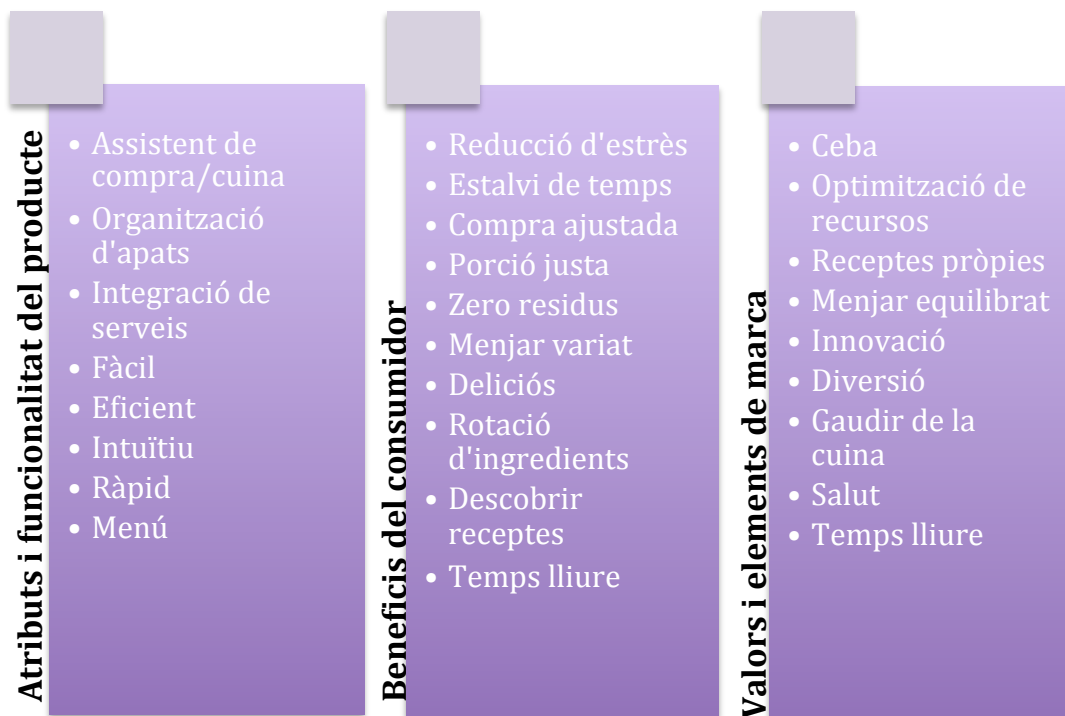 Atributs i funcionalitat del producte
• Assistent de
compra/cuina
• Organització
d'apats
• Integració de
serveis
• Fàcil
• Eficient
• Intuïtiu
• Ràpid
• Menú
Beneficis del consumidor
• Reducció d'estrès
• Estalvi de temps
• Compra ajustada
• Porció justa
• Zero residus
• Menjar variat
• Deliciós
• Rotació
d'ingredients
• Descobrir
receptes
• Temps lliure
Valors i elements de marca
• Ceba
• Optimització de
recursos
• Receptes pròpies
• Menjar equilibrat
• Innovació
• Diversió
• Gaudir de la
cuina
• Salut
• Temps lliure